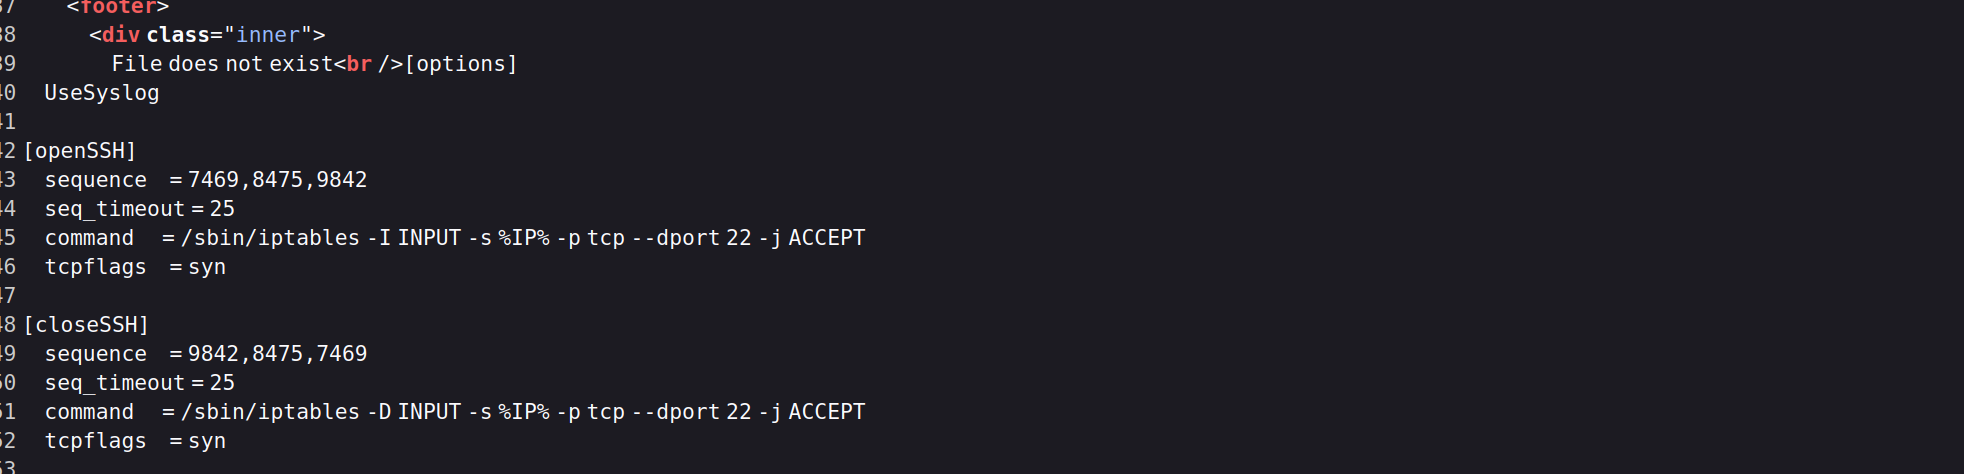 37 <footer>
38 <div class="inner">
39 File does not exist<br />[options]
40 UseSyslog
41
42 [openSSH]
43 sequence = 7469,8475,9842
44 seq_timeout = 25
45 command = /sbin/iptables -I INPUT -s %IP% -p tcp --dport 22 -j ACCEPT
46 tcpflags = syn
47
48 [closeSSH]
49 sequence = 9842,8475,7469
50 seq_timeout = 25
51 command = /sbin/iptables -D INPUT -s %IP% -p tcp --dport 22 -j ACCEPT
52 tcpflags = syn
53